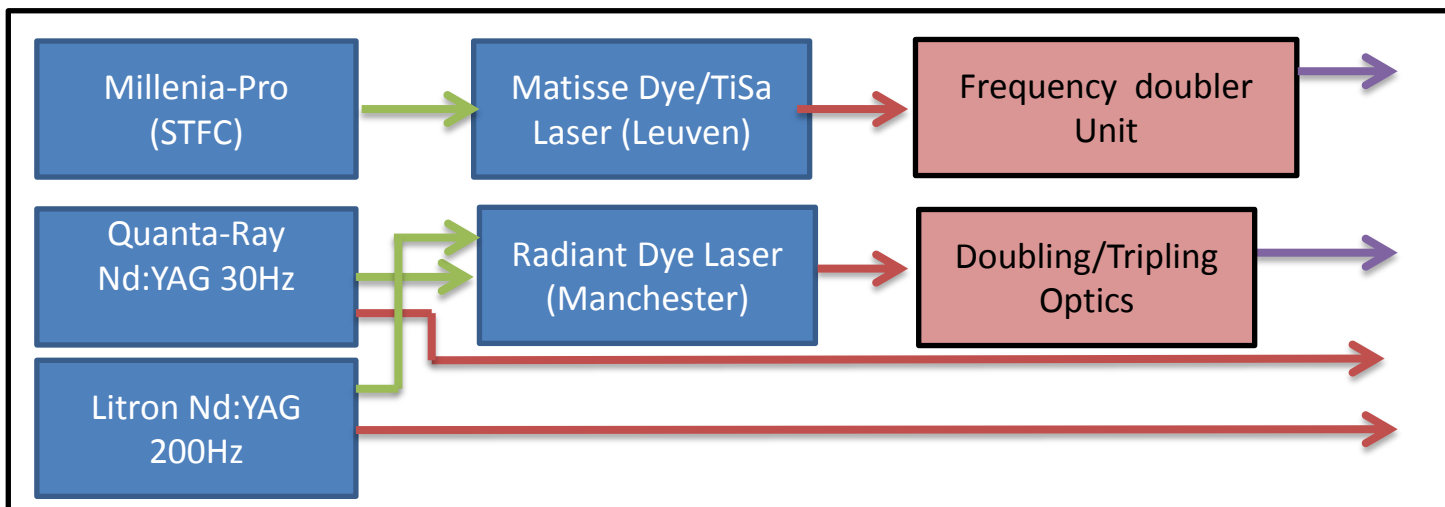 Millenia-Pro
(STFC)
Matisse Dye/TiSa
Laser (Leuven)
Frequency doubler
Unit
Quanta-Ray
Nd:YAG 30Hz
Radiant Dye Laser
(Manchester)
Doubling/Tripling
Optics
Litron Nd:YAG
200Hz